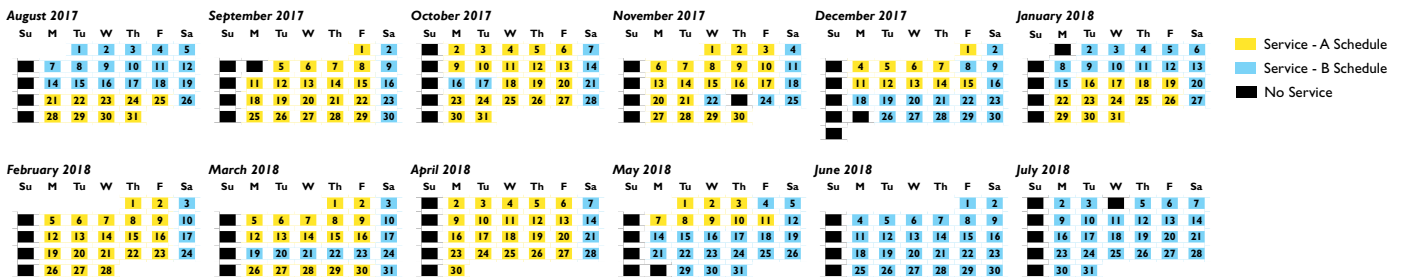 August 2017 September 2017 October 2017 November 2017 December 2017 January 2018
Su M Tu W Th F Sa Su M Tu W Th F Sa Su M Tu W Th F Sa Su M Tu W Th F Sa Su M Tu W Th F Sa Su M Tu W Th F Sa
1 2 3 4 5 1 2 2 3 4 5 6 7 1 2 3 4 1 2 2 3 4 5 6
7 8 9 10 11 12 5 6 7 8 9 9 10 11 12 13 14 6 7 8 9 10 11 4 5 6 7 8 9 8 9 10 11 12 13
14 15 16 17 18 19 11 12 13 14 15 16 16 17 18 19 20 21 13 14 15 16 17 18 11 12 13 14 15 16 15 16 17 18 19 20
21 22 23 24 25 26 18 19 20 21 22 23 23 24 25 26 27 28 20 21 22 24 25 18 19 20 21 22 23 22 23 24 25 26 27
28 29 30 31 25 26 27 28 29 30 30 31 27 28 29 30 26 27 28 29 30 29 30 31
Service - A Schedule
Service - B Schedule
No Service
February 2018 March 2018 April 2018 May 2018 June 2018 July 2018
Su M Tu W Th F Sa Su M Tu W Th F Sa Su M Tu W Th F Sa Su M Tu W Th F Sa Su M Tu W Th F Sa Su M Tu W Th F Sa
1 2 3 1 2 3 2 3 4 5 6 7 1 2 3 4 5 1 2 2 3 5 6 7
5 6 7 8 9 10 5 6 7 8 9 10 9 10 11 12 13 14 7 8 9 10 11 12 4 5 6 7 8 9 9 10 11 12 13 14
12 13 14 15 16 17 12 13 14 15 16 17 16 17 18 19 20 21 14 15 16 17 18 19 11 12 13 14 15 16 16 17 18 19 20 21
19 20 21 22 23 24 19 20 21 22 23 24 23 24 25 26 27 28 21 22 23 24 25 26 18 19 20 21 22 23 23 24 25 26 27 28
26 27 28 26 27 28 29 30 31 30 29 30 31 25 26 27 28 29 30 30 31